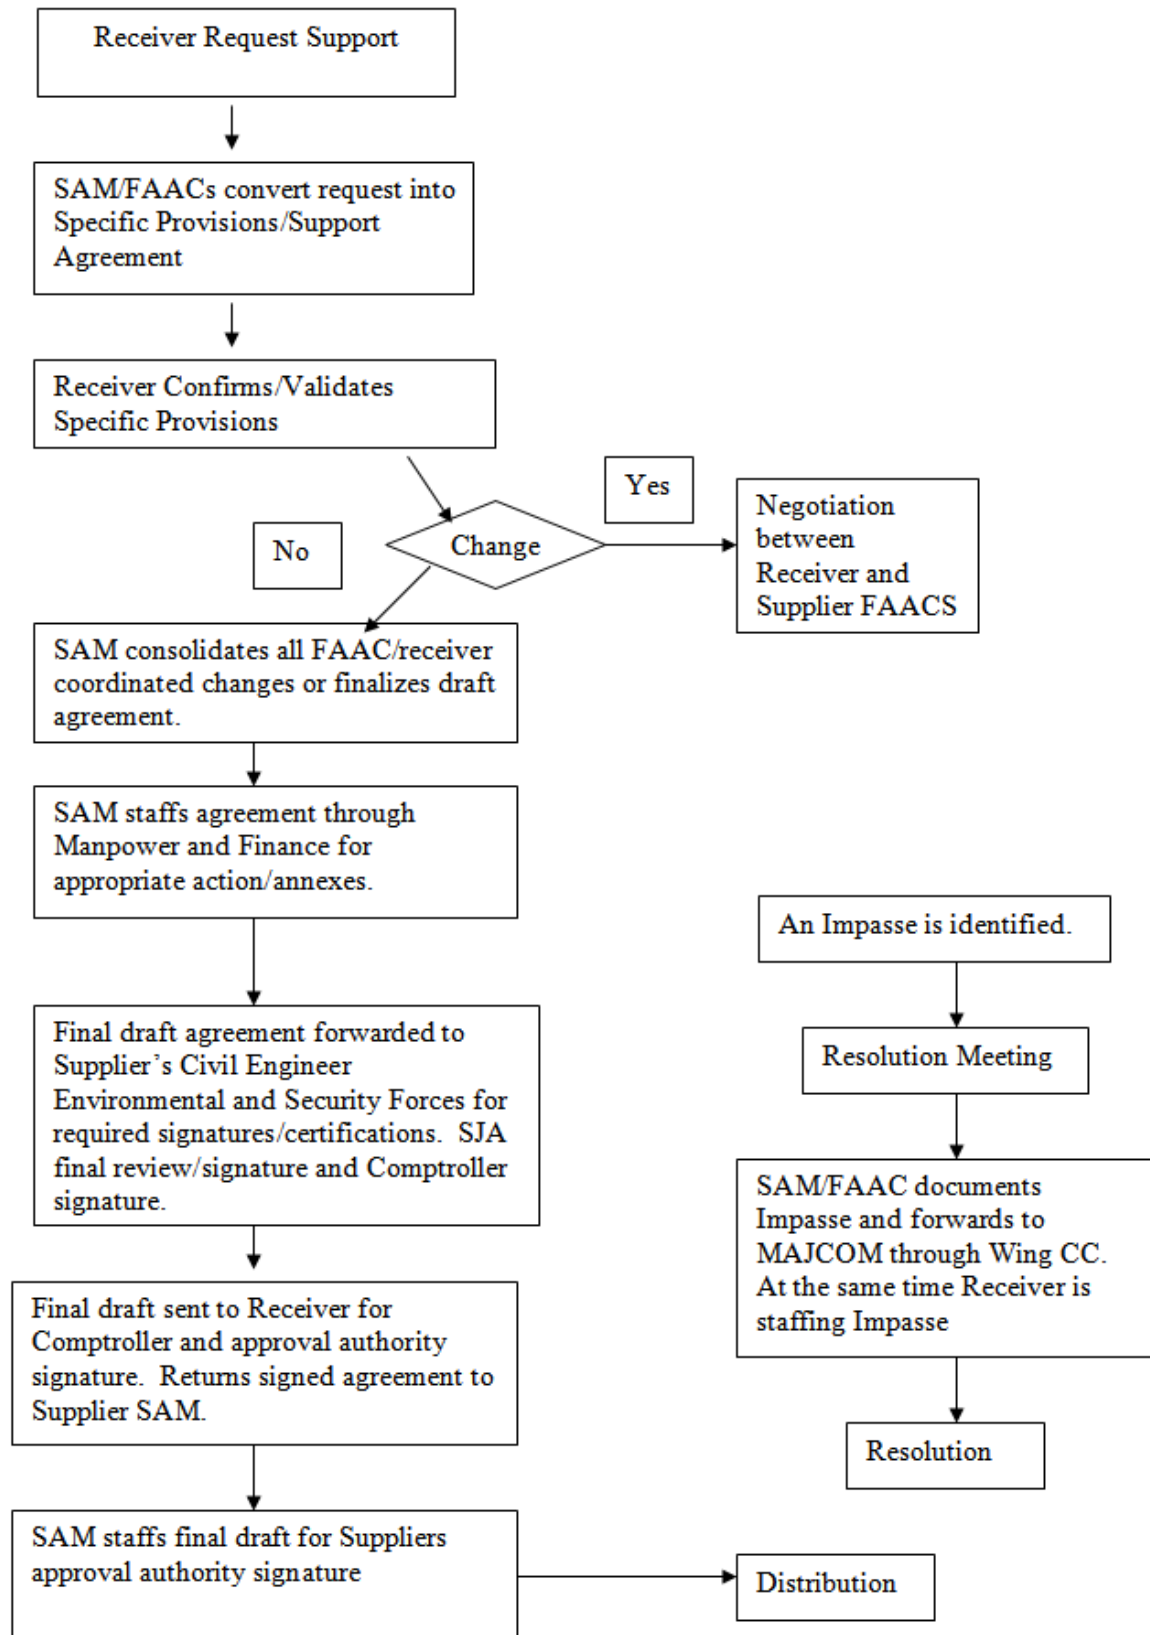 Receiver Request Support
SAM/FAACs convert request into
Specific Provisions/Support
Agreement
Receiver Confirms/Validates
Specific Provisions
Yes
No
Change
Negotiation
between
Receiver and
Supplier FAACS
SAM consolidates all FAAC/receiver
coordinated changes or finalizes draft
agreement.
SAM staffs agreement through
Manpower and Finance for
appropriate action/annexes.
Final draft agreement forwarded to
Supplier’s Civil Engineer
Environmental and Security Forces for
required signatures/certifications.  SJA
final review/signature and Comptroller
signature.
Final draft sent to Receiver for
Comptroller and approval authority
signature.  Returns signed agreement to
Supplier SAM.
SAM staffs final draft for Suppliers
approval authority signature
Distribution
An Impasse is identified.
Resolution Meeting
SAM/FAAC documents
Impasse and forwards to
MAJCOM through Wing CC.
At the same time Receiver is
staffing Impasse
Resolution